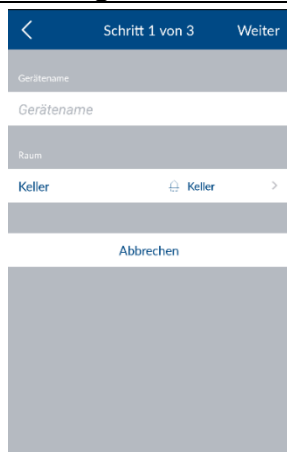 Schritt 1 von 3 Weiter
Gerätename
Gerätename
Raum
Keller Keller
Abbrechen